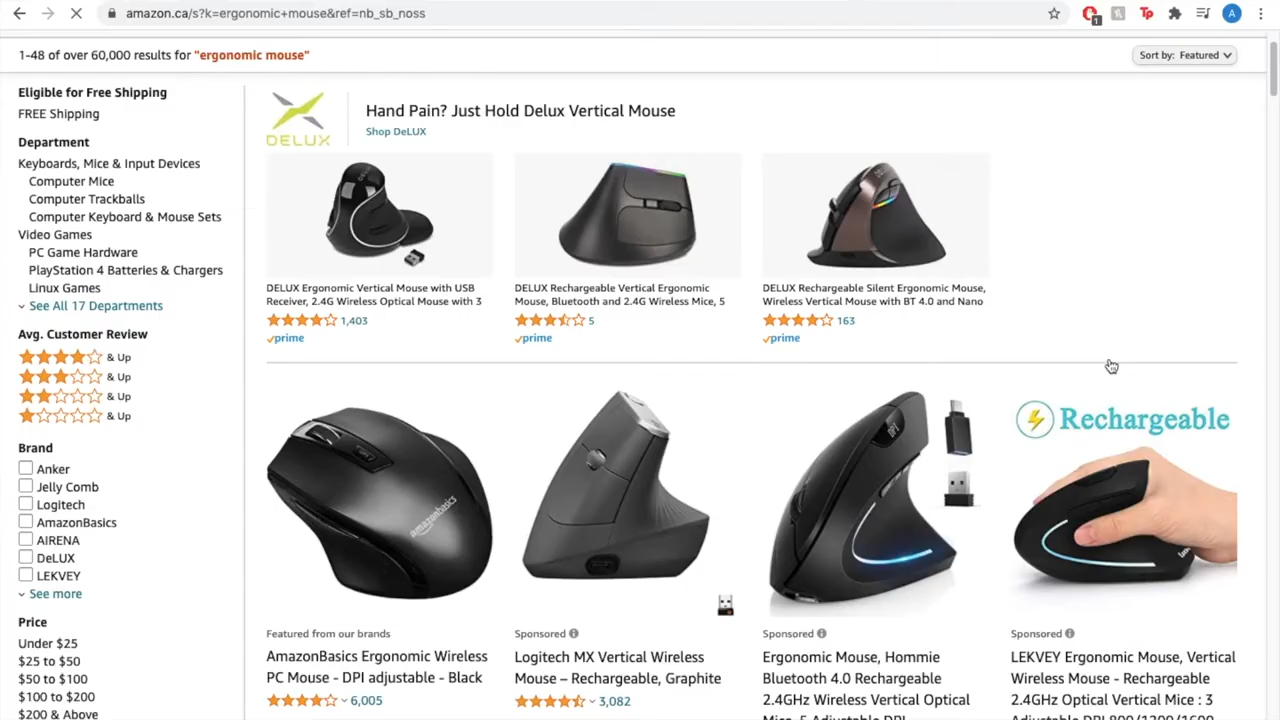 amazon.ca/s?k=ergonomic+mouse&ref=nb_sb_noss
1
Tp
A
1-48 of over 60,000 results for "ergonomic mouse"
Sort by: Featured
Eligible for Free Shipping
FREE Shipping
Department
Keyboards, Mice & Input Devices
Computer Mice
Computer Trackballs
Computer Keyboard & Mouse Sets
Video Games
PC Game Hardware
PlayStation 4 Batteries & Chargers
Linux Games
See All 17 Departments
Avg. Customer Review
& Up
& Up
& Up
& Up
Brand
Anker
Jelly Comb
Logitech
AmazonBasics
AIRENA
DeLUX
LEKVEY
See more
Price
Under $25
$25 to $50
$50 to $100
$100 to $200
$200 & Above
DELUX
Hand Pain? Just Hold Delux Vertical Mouse
Shop DeLUX
DELUX Ergonomic Vertical Mouse with USB
Receiver, 2.4G Wireless Optical Mouse with 3
1,403
prime
DELUX Rechargeable Vertical Ergonomic
Mouse, Bluetooth and 2.4G Wireless Mice, 5
5
prime
DELUX Rechargeable Silent Ergonomic Mouse,
Wireless Vertical Mouse with BT 4.0 and Nano
163
prime
amazonbasics
Featured from our brands
AmazonBasics Ergonomic Wireless
PC Mouse - DPI adjustable - Black
6,005
Sponsored
Logitech MX Vertical Wireless
Mouse – Rechargeable, Graphite
3,082
DPI
Sponsored
Ergonomic Mouse, Hommie
Bluetooth 4.0 Rechargeable
2.4GHz Wireless Vertical Optical
Mice, 5 Adjustable DPI
Rechargeable
Sponsored
LEKVEY Ergonomic Mouse, Vertical
Wireless Mouse - Rechargeable
2.4GHz Optical Vertical Mice : 3
Adjustable DPI 800/1200/1600